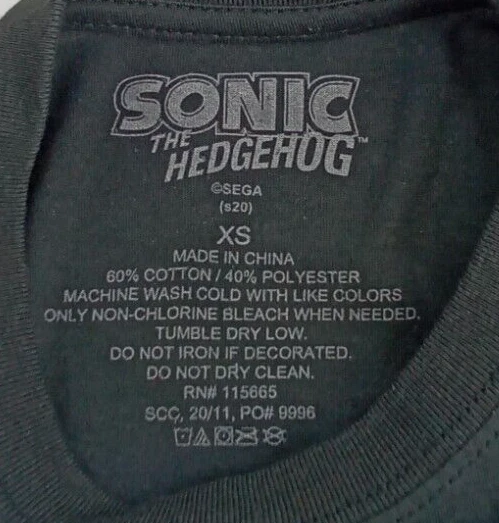 SONIC
THE
HEDGEHOG™
©SEGA
(s20)
XS
MADE IN CHINA
60% COTTON / 40% POLYESTER
MACHINE WASH COLD WITH LIKE COLORS
ONLY NON-CHLORINE BLEACH WHEN NEEDED.
TUMBLE DRY LOW.
DO NOT IRON IF DECORATED.
DO NOT DRY CLEAN.
RN# 115665
SCC, 20/11, PO# 9996